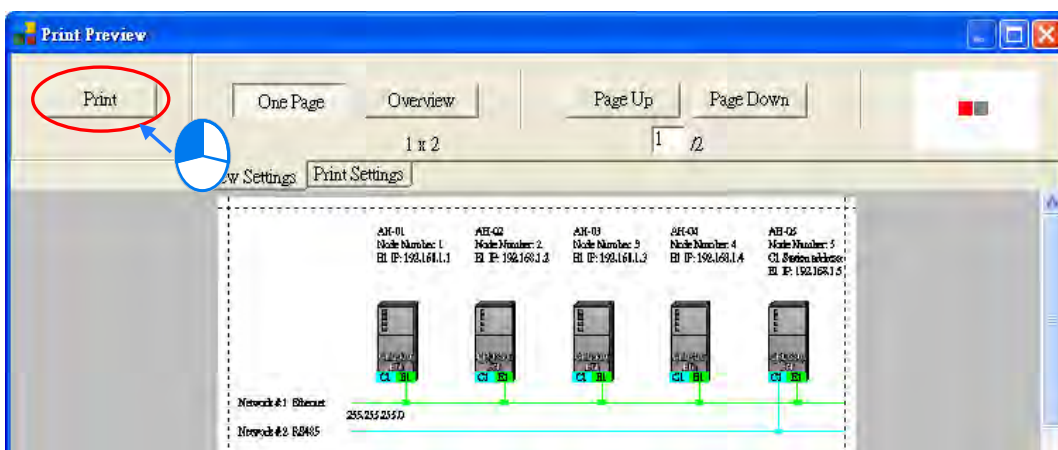 Print Preview
Print
One Page
Overview
Page Up
Page Down
1 x 2
1
/2
w Settings
Print Settings
AH-01
Node Number: 1
E1 IP: 192.168.1.1
AH-02
Node Number: 2
E1 IP: 192.168.1.2
AH-03
Node Number: 3
E1 IP: 192.168.1.3
AH-04
Node Number: 4
E1 IP: 192.168.1.4
AH-05
Node Number: 5
C1 Station address:
E1 IP: 192.168.1.5
C1 E1
C1 E1
C1 E1
C1 E1
C1 E1
Network #1 Ethernet
255.255.255.0
Network #2 RS485